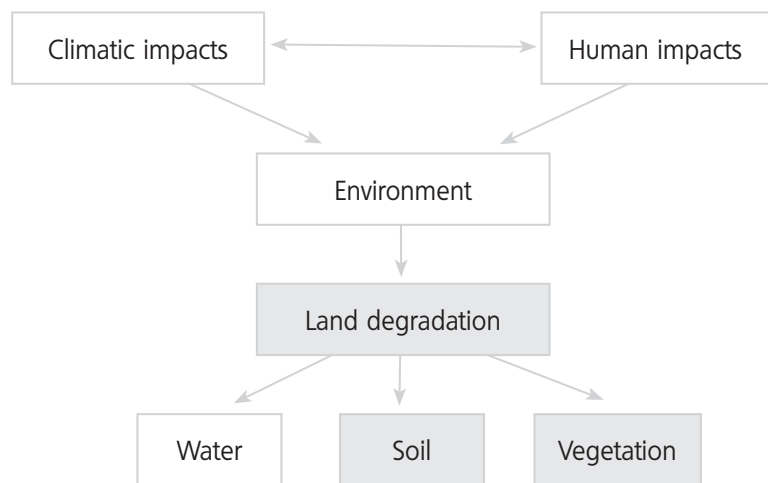 Climatic impacts
Human impacts
Environment
Land degradation
Water
Soil
Vegetation